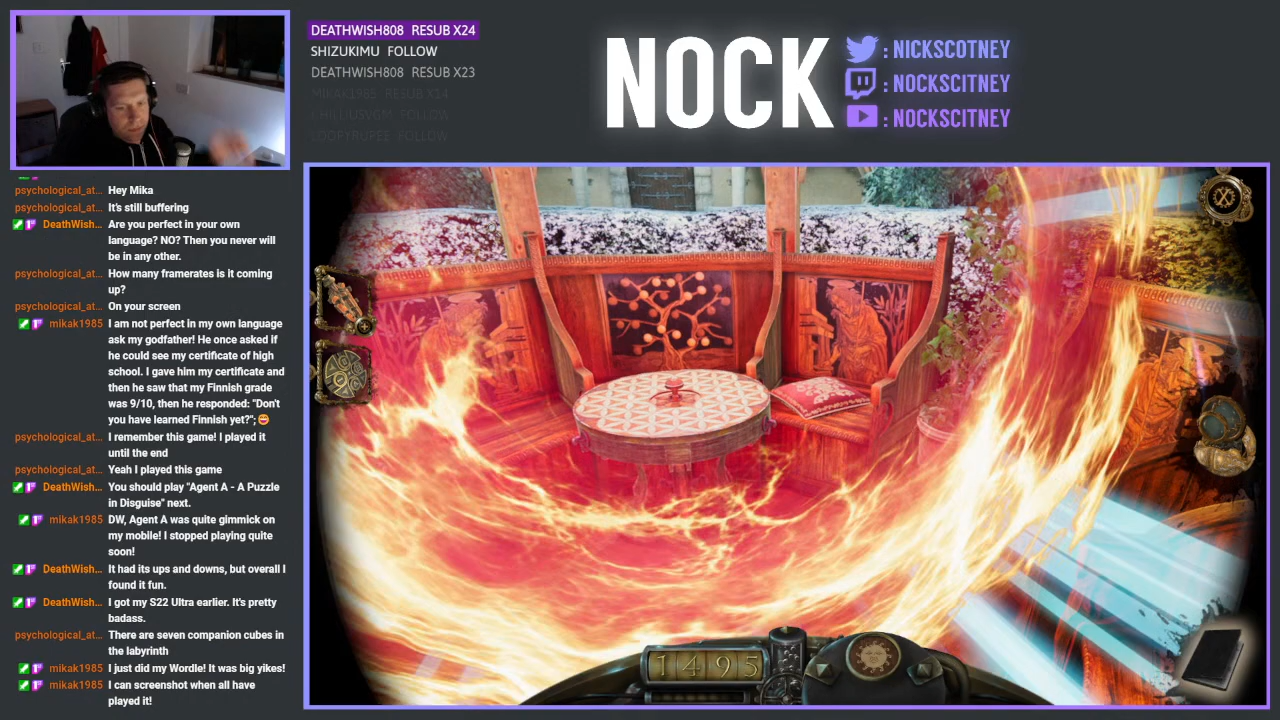 DEATHWISH808 RESUB X24
SHIZUKIMU FOLLOW
DEATHWISH808 RESUB X23
MIKAK1985 RESUB X14
CHILLIOSVGM FOLLOW
LOOPYRUPEE FOLLOW
NOCK
: NICKSCOTNEY
: NOCKSCITNEY
: NOCKSCITNEY
psychological_at... Hey Mika
psychological_at... It's still buffering
DeathWish... Are you perfect in your own
language? NO? Then you never will
be in any other.
psychological_at... How many framerates is it coming
up?
psychological_at... On your screen
mikak1985 I am not perfect in my own language
ask my godfather! He once asked if
he could see my certificate of high
school. I gave him my certificate and
then he saw that my Finnish grade
was 9/10, then he responded: "Don't
you have learned Finnish yet?";😄
psychological_at... I remember this game! I played it
until the end
psychological_at... Yeah I played this game
DeathWish... You should play "Agent A - A Puzzle
in Disguise" next.
mikak1985 DW, Agent A was quite gimmick on
my mobile! I stopped playing quite
soon!
DeathWish... It had its ups and downs, but overall I
found it fun.
DeathWish... I got my S22 Ultra earlier. It's pretty
badass.
psychological_at... There are seven companion cubes in
the labyrinth
mikak1985 I just did my Wordle! It was big yikes!
mikak1985 I can screenshot when all have
played it!
1495